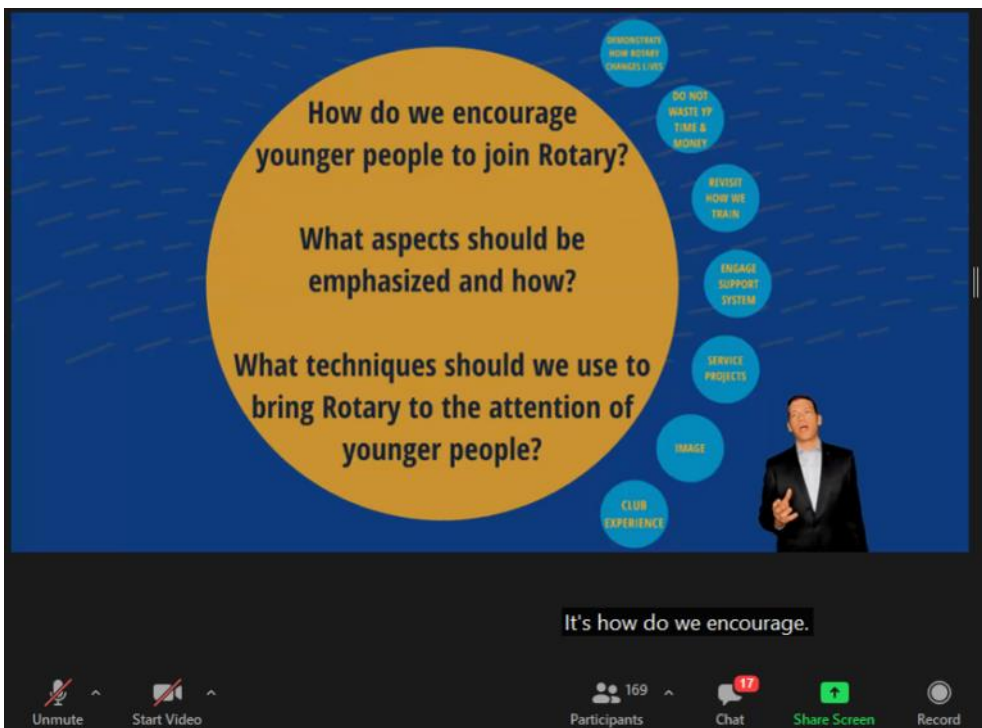 How do we encourage
younger people to join Rotary?
What aspects should be
emphasized and how?
What techniques should we use to
bring Rotary to the attention of
younger people?
DEMONSTRATE
HOW ROTARY
CHANGES LIVES
DO NOT
WASTE YP
TIME &
MONEY
REVISIT
HOW WE
TRAIN
ENGAGE
SUPPORT
SYSTEM
SERVICE
PROJECTS
IMAGE
CLUB
EXPERIENCE
It's how do we encourage.
Unmute
Start Video
169
Participants
17
Chat
Share Screen
Record